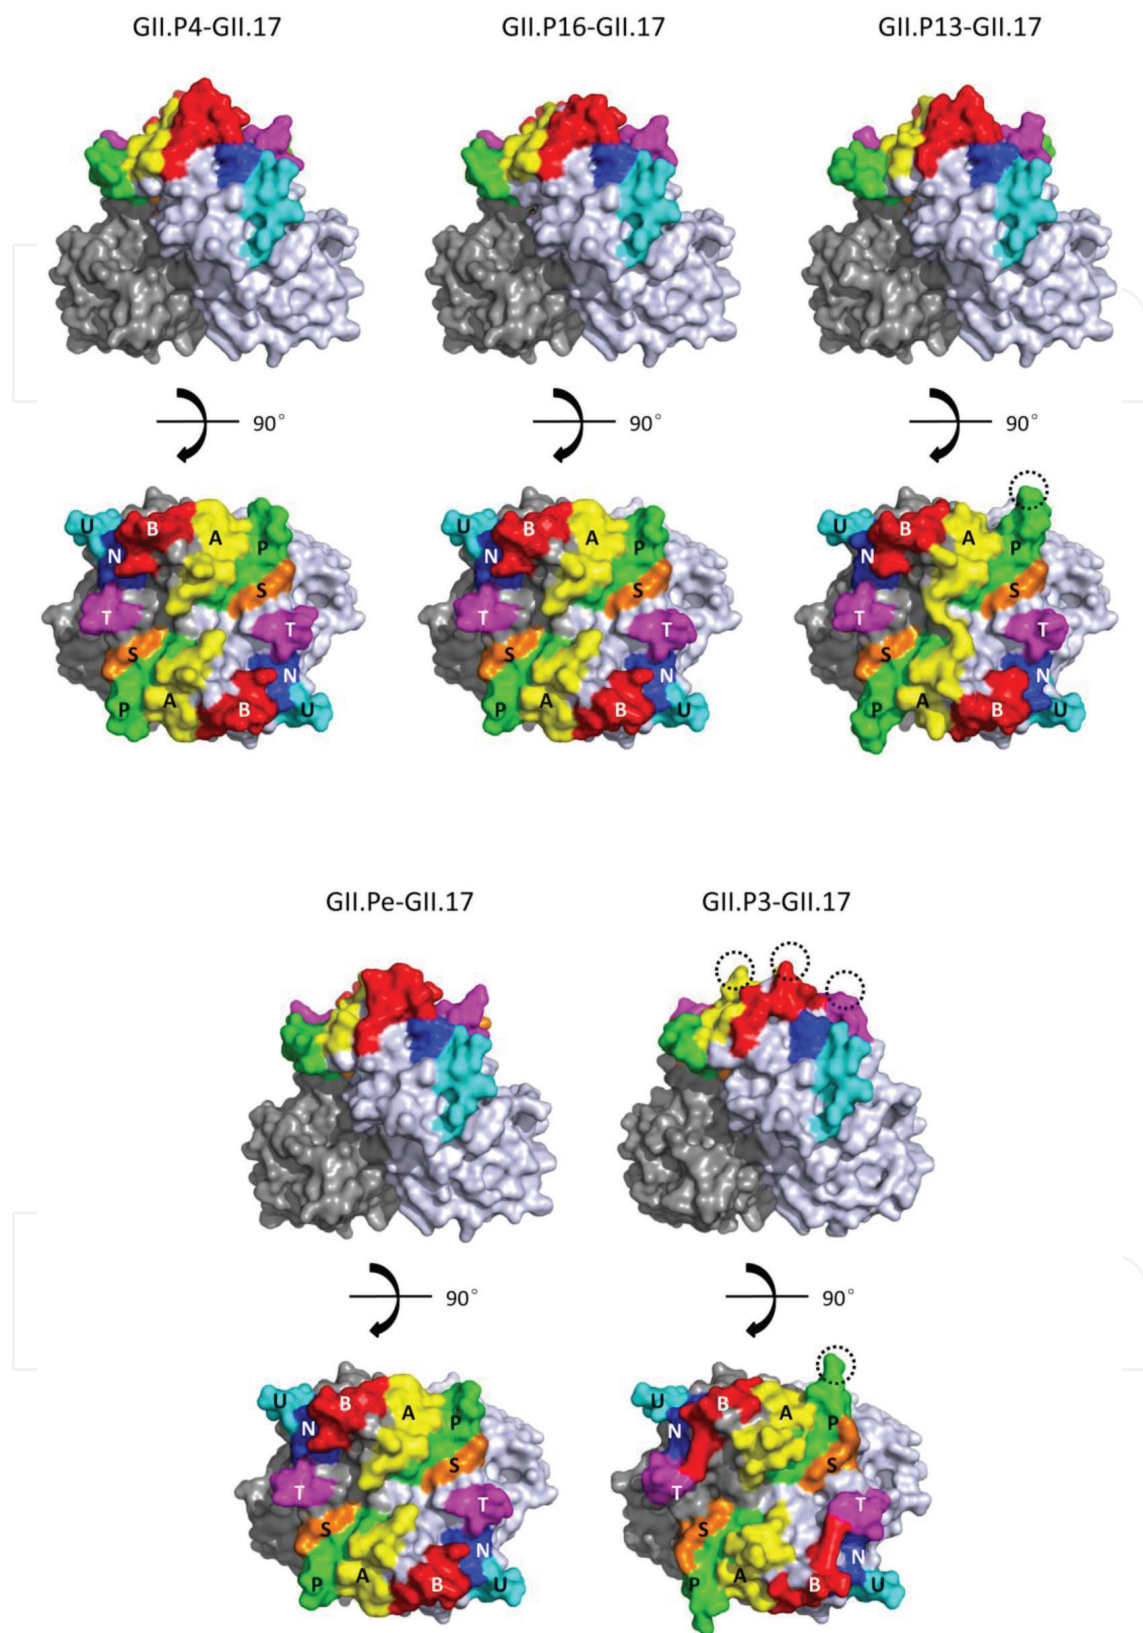 GII.P4-GII.17 GII.P16-GII.17 GII.P13-GII.17
90° 90° 90°
U B A P U B A P U B A P
N N N
S S S
T T T T T T
S S S
N N N
P A B U P A B U P A B U
GII.Pe-GII.17 GII.P3-GII.17
90° 90°
U B A P U B A P
N N
S S
T T T T
S S
N N
P A B U A B U